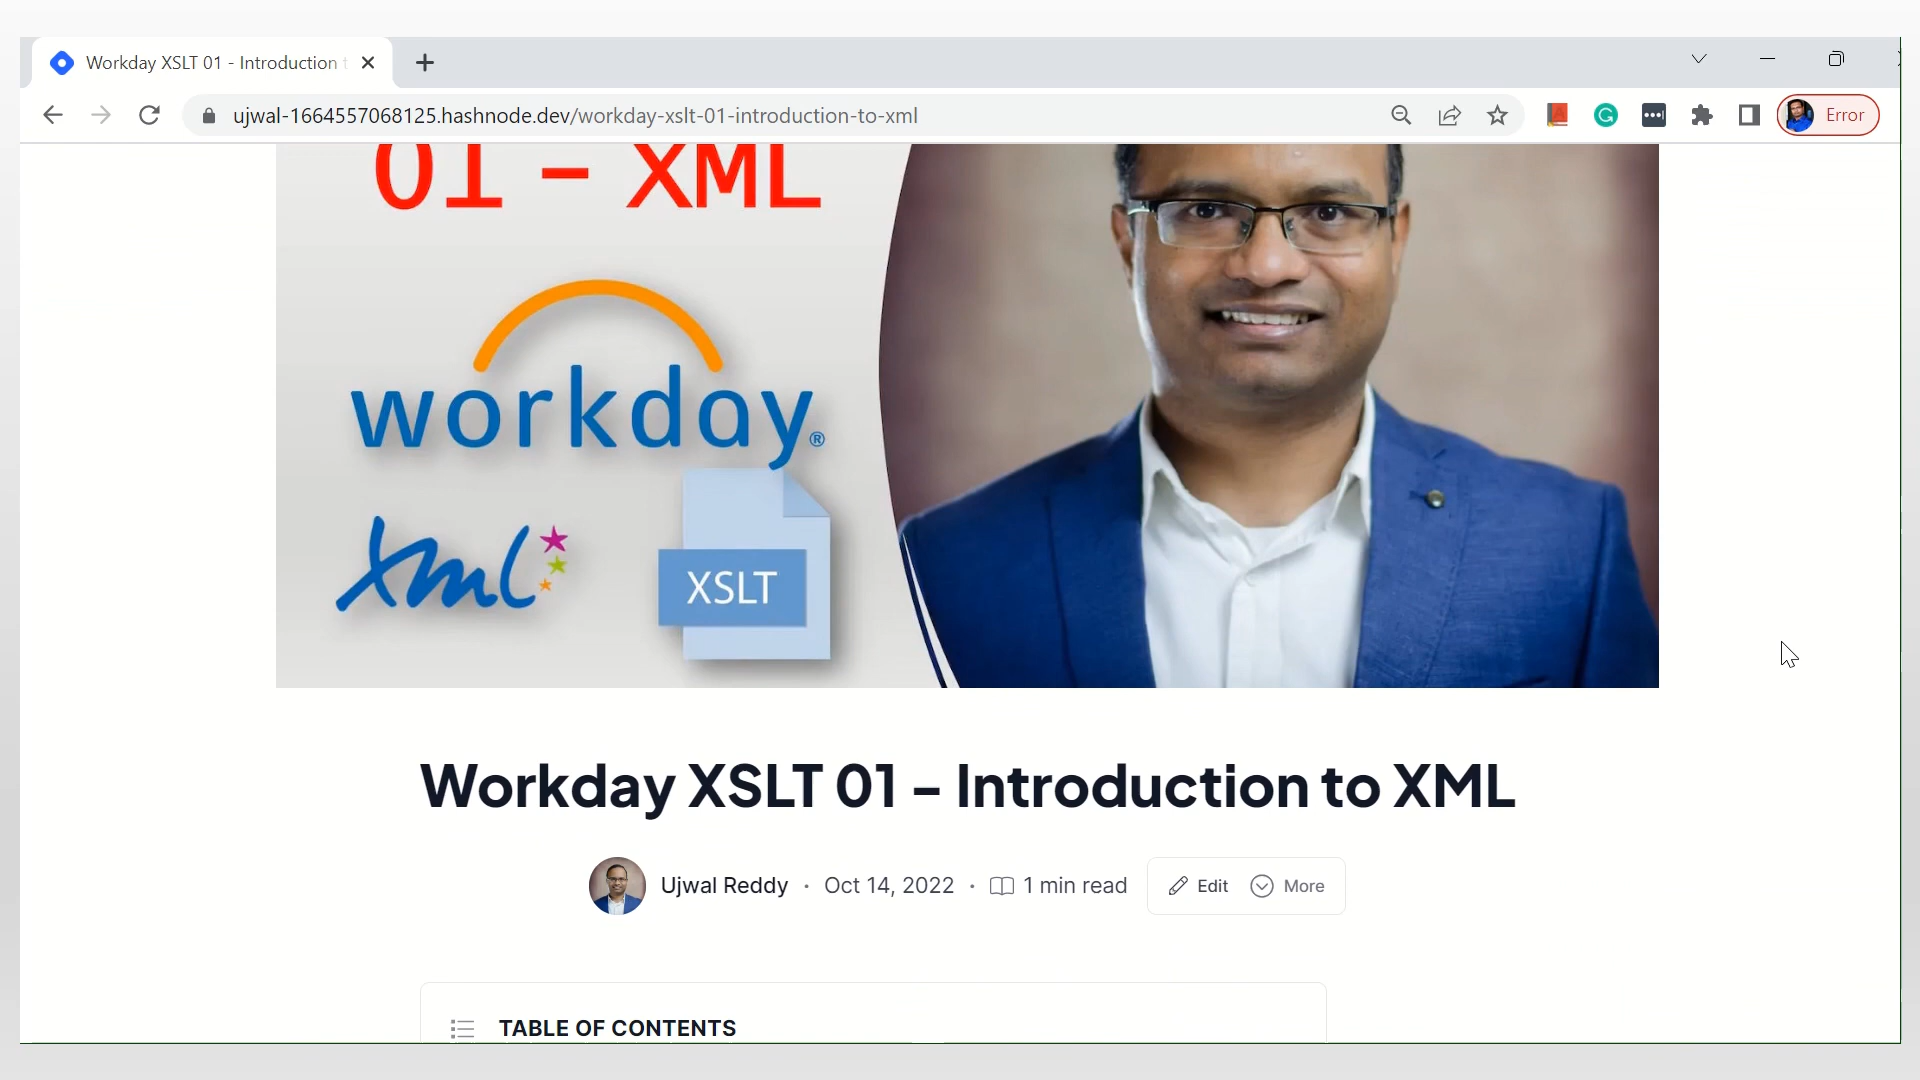 Workday XSLT 01 - Introduction t
ujwal-1664557068125.hashnode.dev/workday-xslt-01-introduction-to-xml
Error
01 - XML
workday®
xml
XSLT
Workday XSLT 01 - Introduction to XML
Ujwal Reddy · Oct 14, 2022 · 1 min read Edit More
TABLE OF CONTENTS